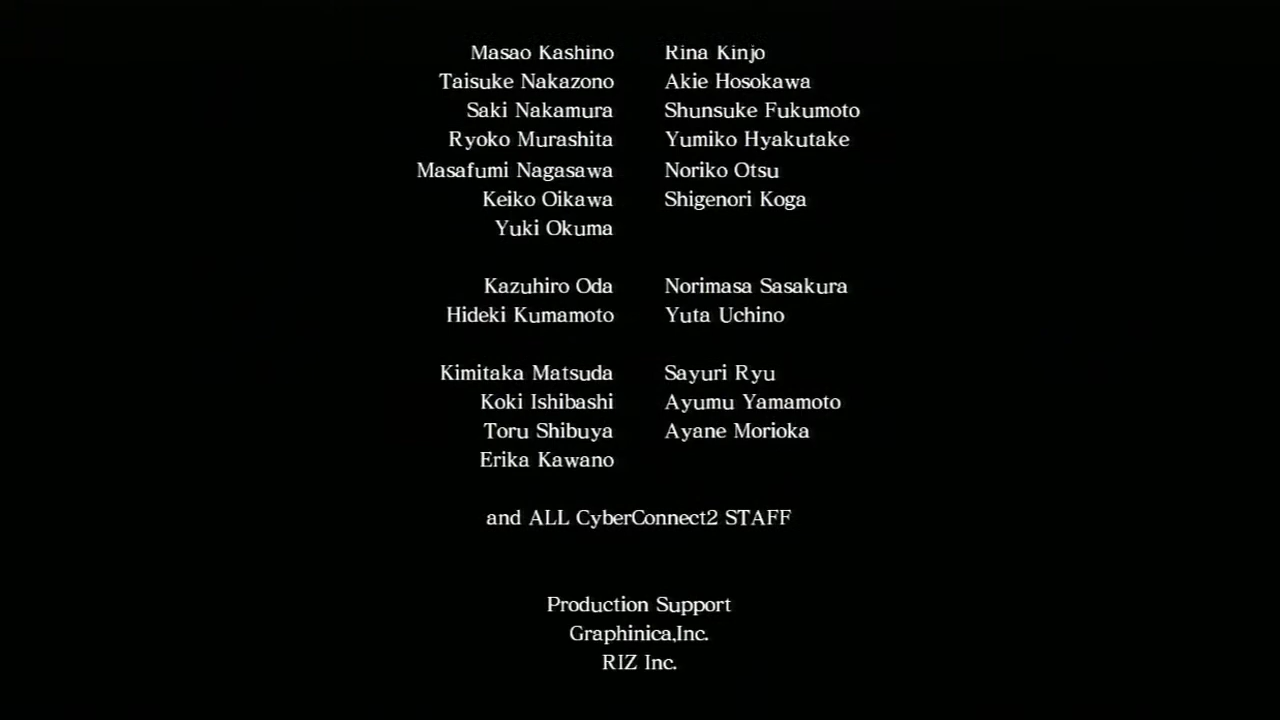 Masao Kashino Rina Kinjo
Taisuke Nakazono Akie Hosokawa
Saki Nakamura Shunsuke Fukumoto
Ryoko Murashita Yumiko Hyakutake
Masafumi Nagasawa Noriko Otsu
Keiko Oikawa Shigenori Koga
Yuki Okuma
Kazuhiro Oda Norimasa Sasakura
Hideki Kumamoto Yuta Uchino
Kimitaka Matsuda Sayuri Ryu
Koki Ishibashi Ayumu Yamamoto
Toru Shibuya Ayane Morioka
Erika Kawano
and ALL CyberConnect2 STAFF
Production Support
Graphinica,Inc.
RIZ Inc.